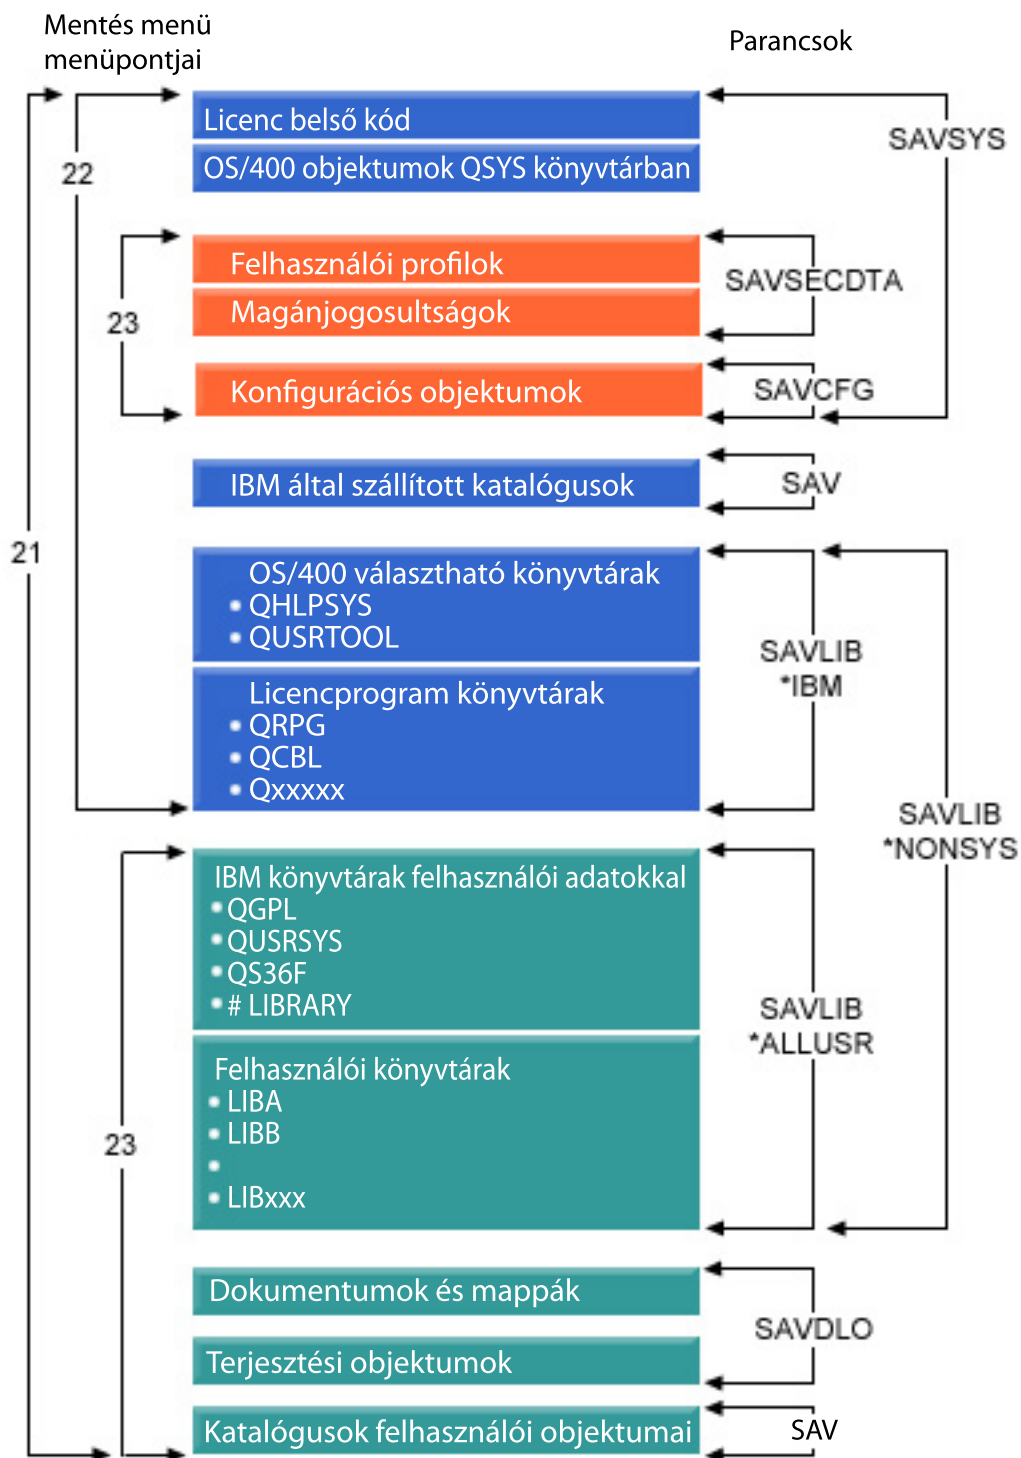 Mentés menü
menüpontjai
Parancsok
Licenc belső kód
SAVSYS
OS/400 objektumok QSYS könyvtárban
22
Felhasználói profilok
SAVSECDTA
Magánjogosultságok
23
Konfigurációs objektumok
SAVCFG
IBM által szállított katalógusok
SAV
21
OS/400 választható könyvtárak
• QHLPSYS
• QUSRTOOL
SAVLIB
*IBM
Licencprogram könyvtárak
• QRPG
• QCBL
• Qxxxxx
SAVLIB
*NONSYS
IBM könyvtárak felhasználói adatokkal
• QGPL
• QUSRSYS
• QS36F
• # LIBRARY
SAVLIB
*ALLUSR
Felhasználói könyvtárak
• LIBA
• LIBB
•
• LIBxxx
23
Dokumentumok és mappák
SAVDLO
Terjesztési objektumok
Katalógusok felhasználói objektumai
SAV